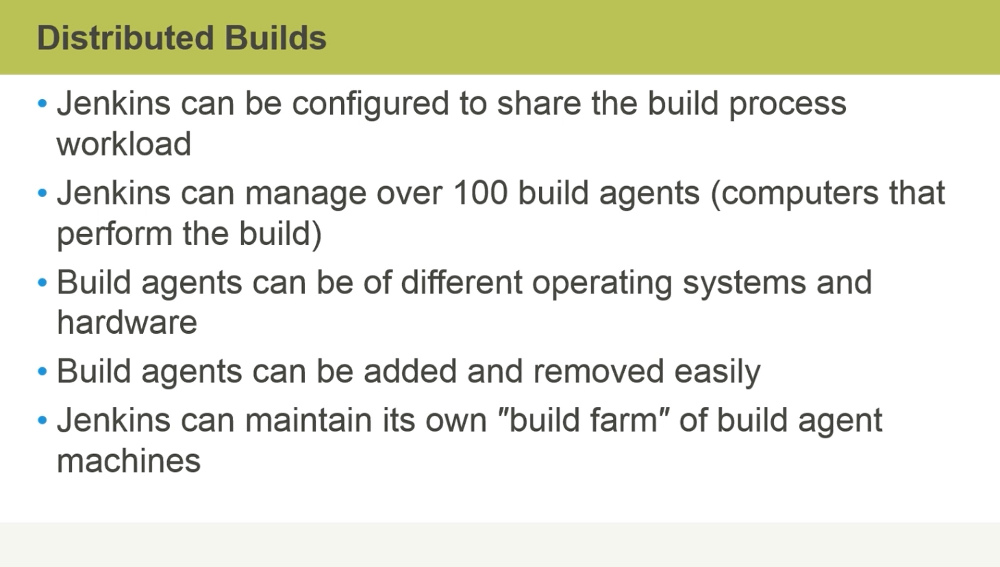 Distributed Builds
• Jenkins can be configured to share the build process
workload
• Jenkins can manage over 100 build agents (computers that
perform the build)
• Build agents can be of different operating systems and
hardware
• Build agents can be added and removed easily
• Jenkins can maintain its own "build farm" of build agent
machines